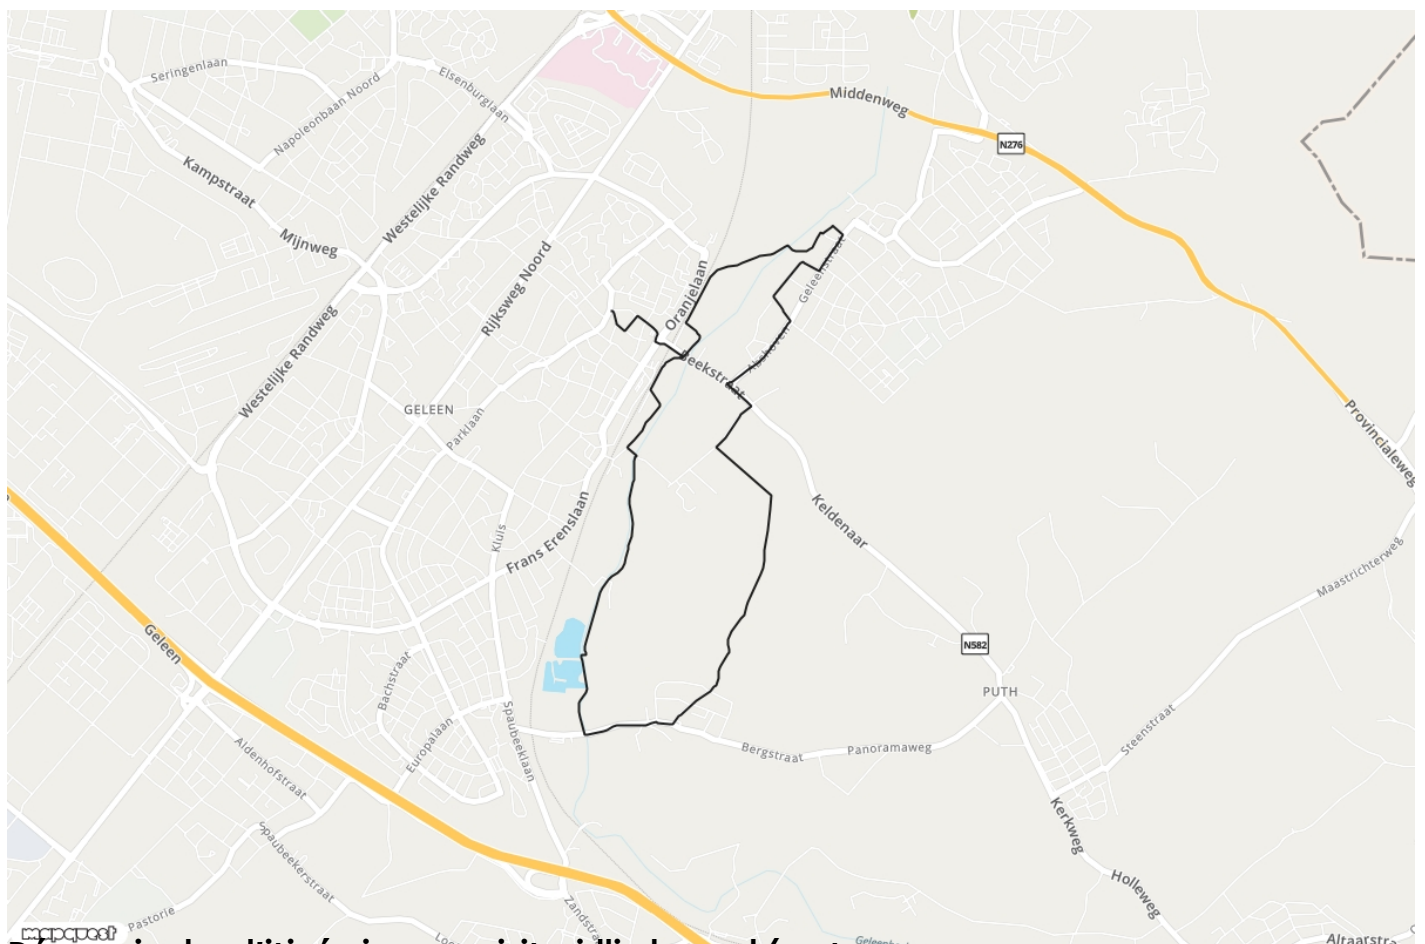 Seringenlaan
Elsenburglaan
Napoleonbaan Noord
Middenweg
N276
Westelijke Randweg
Kampstraat
Mijnweg
Rijksweg Noord
Oranjelaan
Geleenstraat
Westelijke Randweg
Beekstraat
Abshoven
GELEEN
Parklaan
Provincialeweg
Keldenaar
Kluis
Frans Erenslaan
Maastrichterweg
Geleen
N582
Bachstraat
PUTH
Spaubeeklaan
Europalaan
Steenstraat
Bergstraat
Panoramaweg
Aldenhofstraat
Kerkweg
Spaubeekerstraat
Holleweg
Pastorie
mapquest